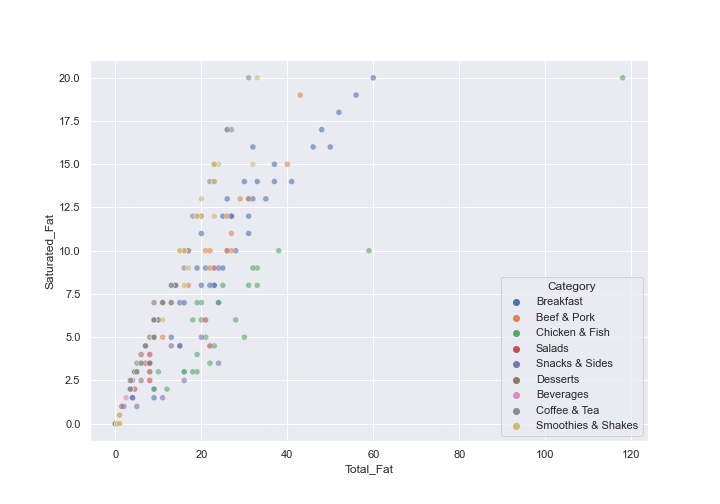 20.0
17.5
15.0
12.5
10.0
7.5
5.0
2.5
0.0
Saturated_Fat
0
20
40
60
80
100
120
Total_Fat
Category
Breakfast
Beef & Pork
Chicken & Fish
Salads
Snacks & Sides
Desserts
Beverages
Coffee & Tea
Smoothies & Shakes